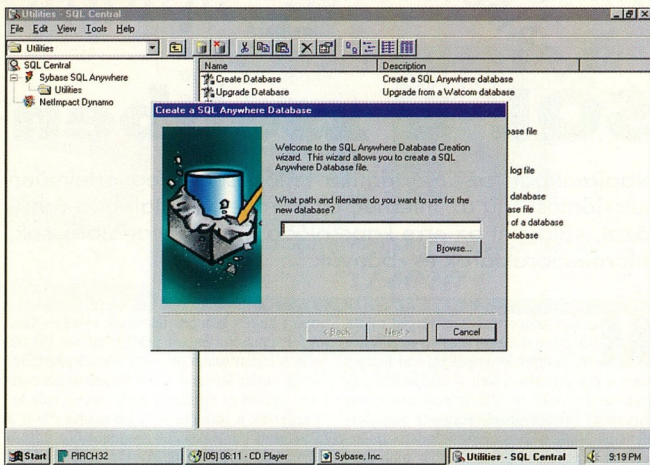 Utilities - SQL Central
File Edit View Tools Help
Utilities
SQL Central
Sybase SQL Anywhere
Utilities
NetImpact Dynamo
Name Description
Create Database Create a SQL Anywhere database
Upgrade Database Upgrade from a Watcom database
base file
log file
database
ase file
of a database
atabase
Create a SQL Anywhere Database
Welcome to the SQL Anywhere Database Creation
wizard. This wizard allows you to create a SQL
Anywhere Database file.
What path and filename do you want to use for the
new database?
Browse...
< Back Next > Cancel
Start PIRCH32 [05] 06:11 - CD Player Sybase, Inc. Utilities - SQL Central 9:19 PM